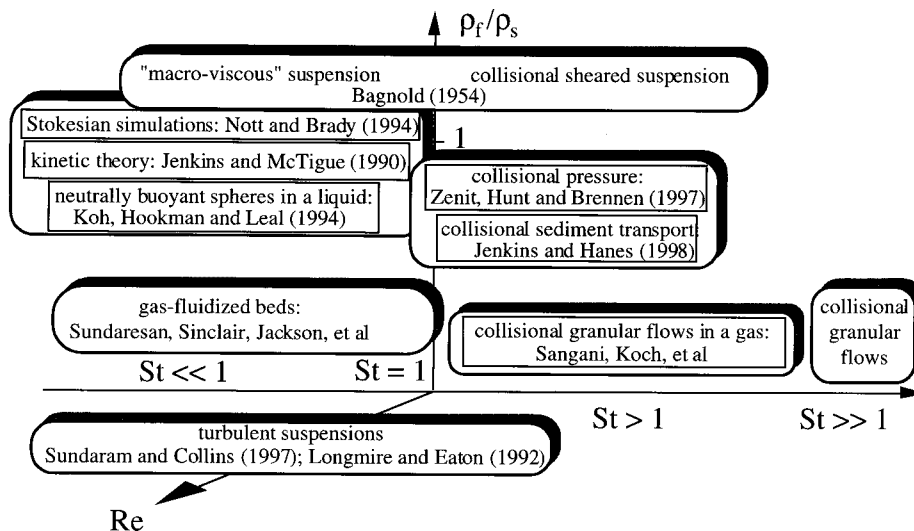 ρf/ρs
"macro-viscous" suspension collisional sheared suspension
Bagnold (1954)
Stokesian simulations: Nott and Brady (1994)
1
kinetic theory: Jenkins and McTigue (1990)
neutrally buoyant spheres in a liquid:
Koh, Hookman and Leal (1994)
collisional pressure:
Zenit, Hunt and Brennen (1997)
collisional sediment transport:
Jenkins and Hanes (1998)
gas-fluidized beds:
Sundaresan, Sinclair, Jackson, et al
collisional granular flows in a gas:
Sangani, Koch, et al
collisional
granular
flows
St << 1 St = 1
St > 1 St >> 1
turbulent suspensions
Sundaram and Collins (1997); Longmire and Eaton (1992)
Re